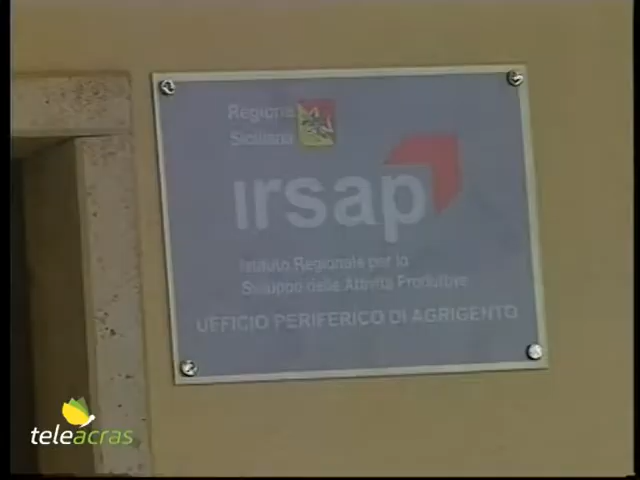 Regione
Siciliana
Irsap
Istituto Regionale per lo
Sviluppo delle Attività Produttive
UFFICIO PERIFERICO DI AGRIGENTO
teleacras